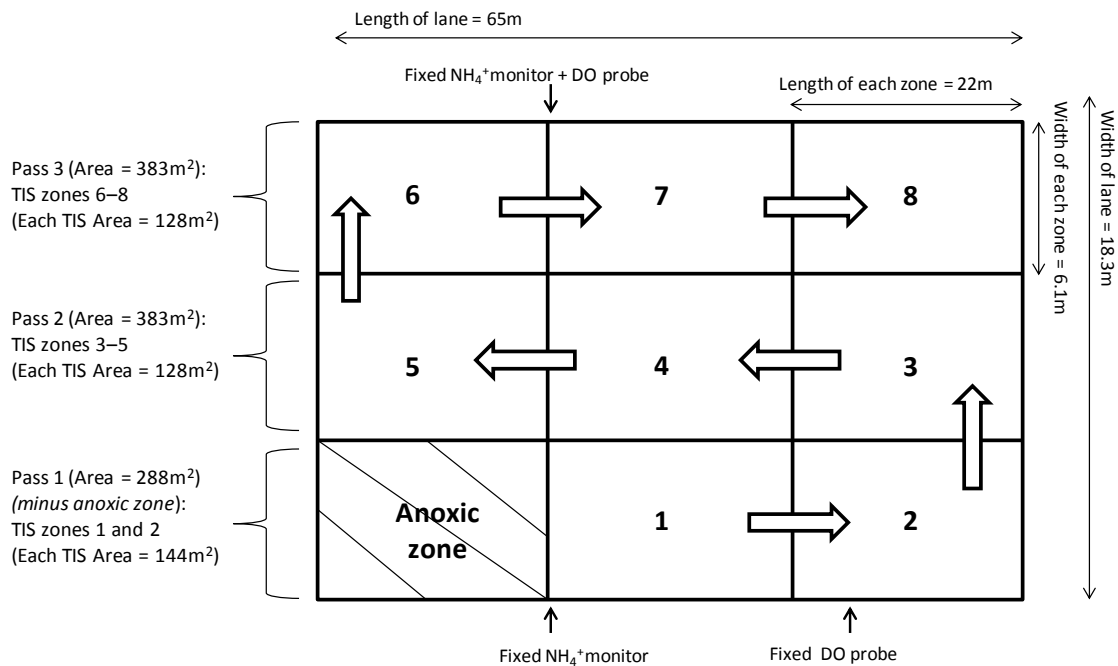 Length of lane = 65m
Fixed NH₄⁺monitor + DO probe
Length of each zone = 22m
Width of each zone = 6.1m
Width of lane = 18.3m
Pass 3 (Area = 383m²):
TIS zones 6–8
(Each TIS Area = 128m²)
6
7
8
Pass 2 (Area = 383m²):
TIS zones 3–5
(Each TIS Area = 128m²)
5
4
3
Pass 1 (Area = 288m²)
(minus anoxic zone):
TIS zones 1 and 2
(Each TIS Area = 144m²)
Anoxic
zone
1
2
Fixed NH₄⁺monitor
Fixed DO probe